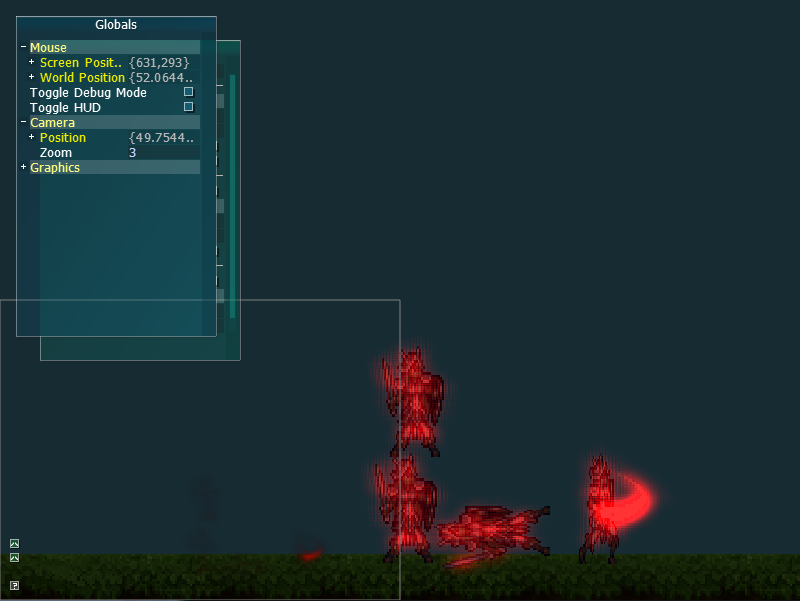 Globals
- Mouse
+ Screen Posit.. {631,293}
+ World Position {52.0644..
Toggle Debug Mode
Toggle HUD
- Camera
+ Position {49.7544..
Zoom 3
+ Graphics
?